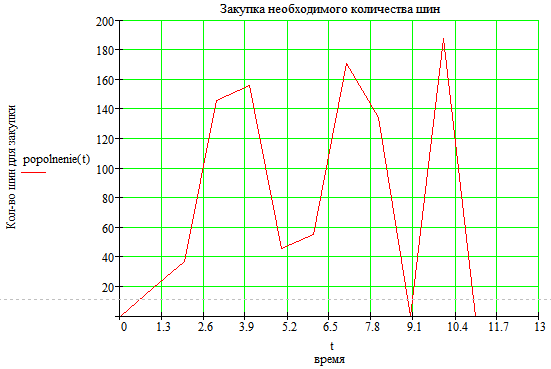 Закупка необходимого количества шин
Кол-во шин для закупки
popolnenie(t)
200
180
160
140
120
100
80
60
40
20
0 1.3 2.6 3.9 5.2 6.5 7.8 9.1 10.4 11.7 13
t
время